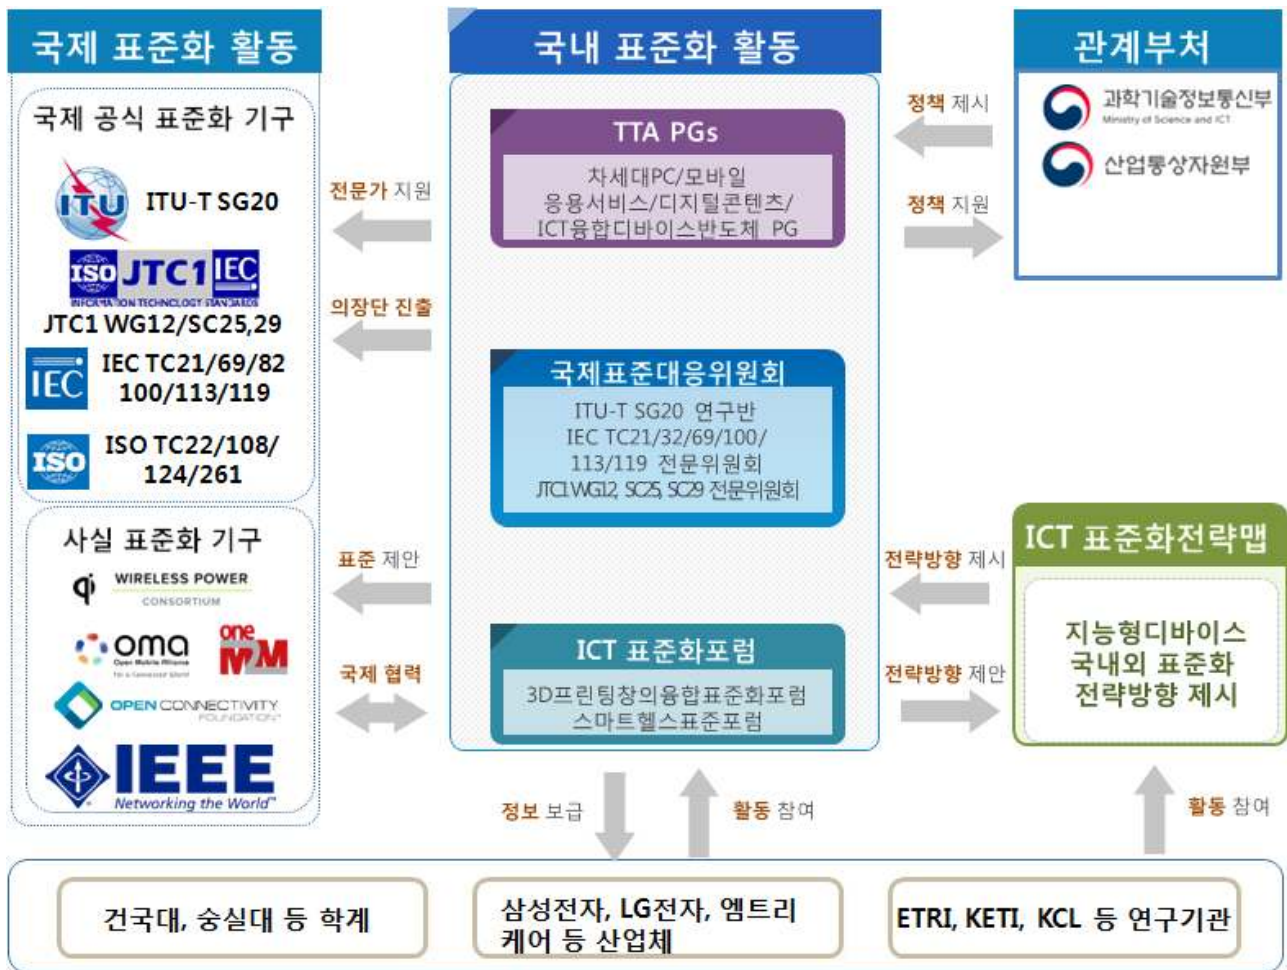 국제 표준화 활동
국제 공식 표준화 기구
ITU
ITU-T SG20
ISO JTC1 IEC
INFORMATION TECHNOLOGY STANDARDS
JTC1 WG12/SC25,29
IEC
IEC TC21/69/82
100/113/119
ISO
ISO TC22/108/
124/261
사실 표준화 기구
qi
WIRELESS POWER
CONSORTIUM
oma
Open Mobile Alliance
For a Connected World
one
M2M
OPEN CONNECTIVITY
FOUNDATION™
IEEE
Networking the World™
전문가 지원
의장단 진출
표준 제안
국제 협력
국내 표준화 활동
TTA PGs
차세대PC/모바일
응용서비스/디지털콘텐츠/
ICT융합디바이스반도체 PG
국제표준대응위원회
ITU-T SG20 연구반
IEC TC21/32/69/100/
113/119 전문위원회
JTC1 WG12, SC25, SC29 전문위원회
ICT 표준화포럼
3D프린팅창의융합표준화포럼
스마트헬스표준포럼
정책 제시
정책 지원
전략방향 제시
전략방향 제안
관계부처
과학기술정보통신부
Ministry of Science and ICT
산업통상자원부
ICT 표준화전략맵
지능형디바이스
국내외 표준화
전략방향 제시
정보 보급
활동 참여
활동 참여
건국대, 숭실대 등 학계
삼성전자, LG전자, 엠트리
케어 등 산업체
ETRI, KETI, KCL 등 연구기관